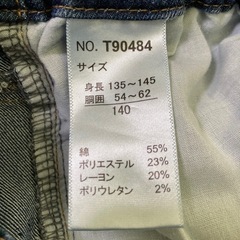 NO. T90484
サイズ
身長 135~145
胴囲 54~62
140
綿 55%
ポリエステル 23%
レーヨン 20%
ポリウレタン 2%